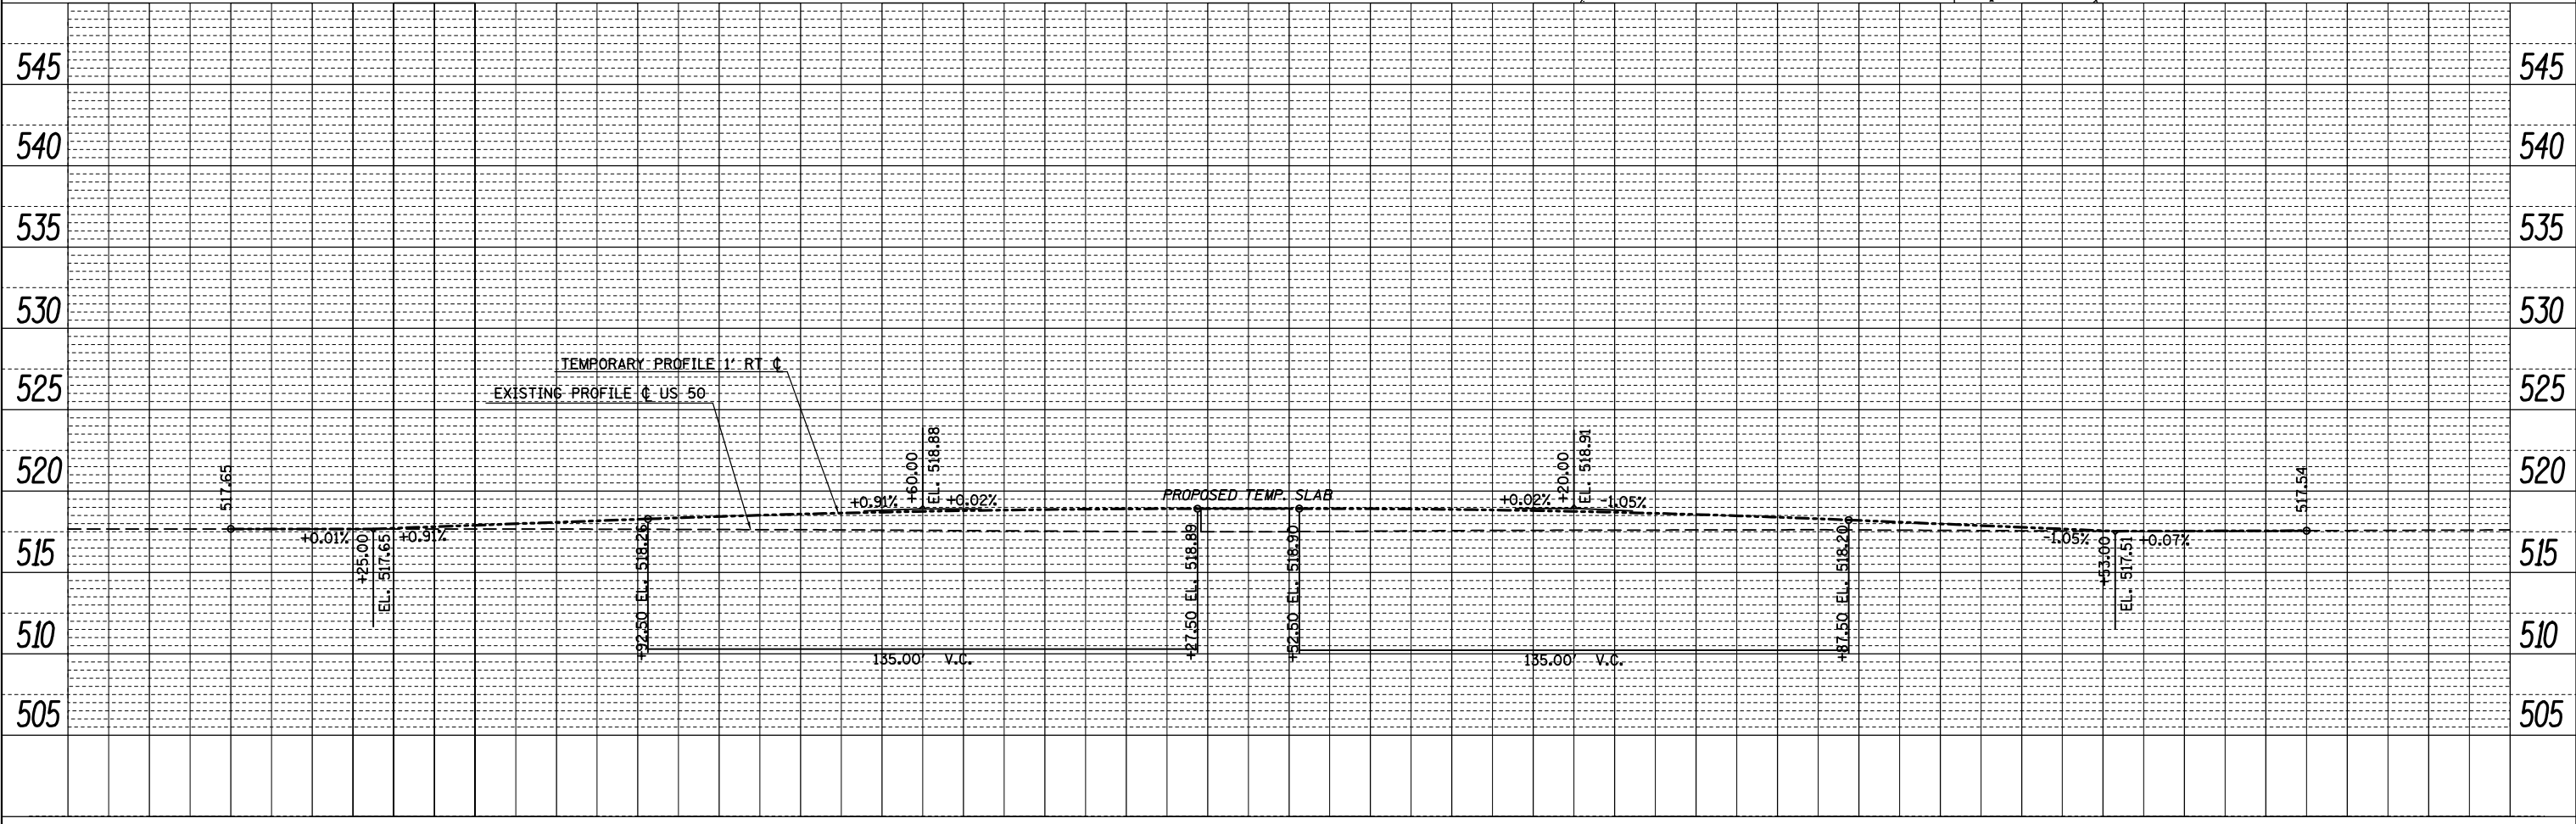 545 545
540 540
535 535
530 530
TEMPORARY PROFILE 1' RT ℄
525 525
EXISTING PROFILE ℄ US 50
520 520
517.65
+0.91%
+60.00
EL. 518.88
+0.02%
PROPOSED TEMP. SLAB
+0.02%
+20.00
EL. 518.91
-1.05%
517.54
515 515
+0.01%
+25.00
EL. 517.65
+0.91%
+92.50 EL. 518.26
+27.50 EL. 518.89
+52.50 EL. 518.90
+87.50 EL. 518.20
-1.05%
+53.00
EL. 517.51
+0.07%
510 510
135.00' V.C.
135.00' V.C.
505 505